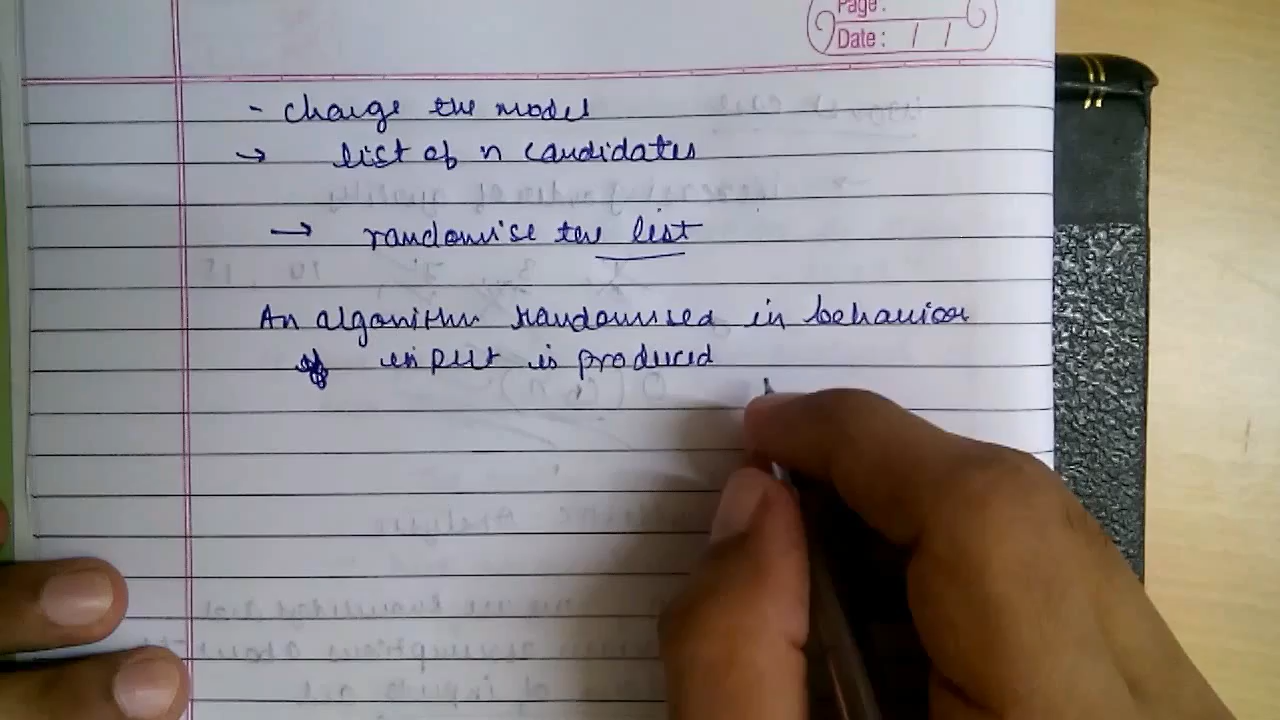 Page:
Date: / /
- change the model
→ list of n candidates
→ randomise the list
An algorithm randomised in behaviour
input is produced